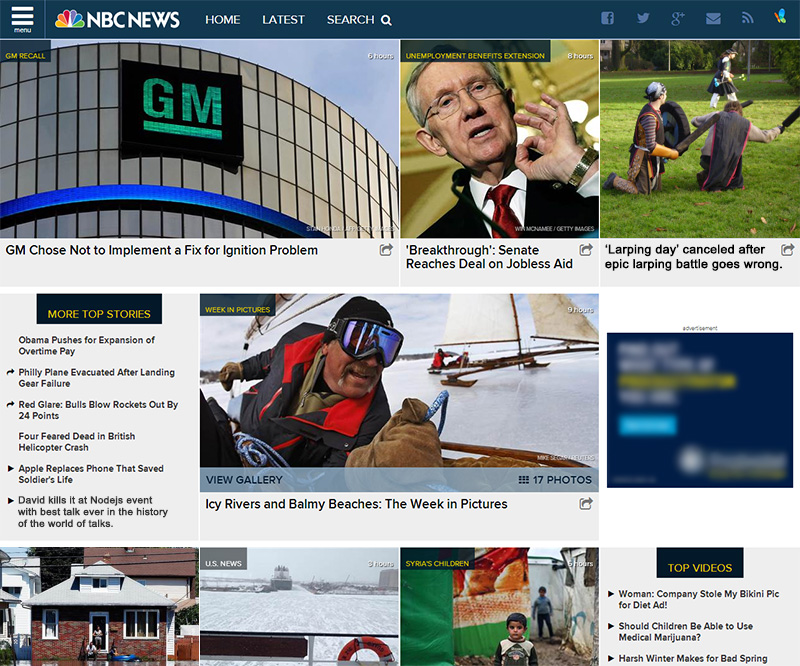 menu
NBC NEWS
HOME
LATEST
SEARCH
GM RECALL
6 hours
GM
STAN HONDA / AFP/GETTY IMAGES
GM Chose Not to Implement a Fix for Ignition Problem
UNEMPLOYMENT BENEFITS EXTENSION
8 hours
WIN MCNAMEE / GETTY IMAGES
'Breakthrough': Senate
Reaches Deal on Jobless Aid
‘Larping day’ canceled after
epic larping battle goes wrong.
MORE TOP STORIES
Obama Pushes for Expansion of
Overtime Pay
Philly Plane Evacuated After Landing
Gear Failure
Red Glare: Bulls Blow Rockets Out By
24 Points
Four Feared Dead in British
Helicopter Crash
Apple Replaces Phone That Saved
Soldier's Life
David kills it at Nodejs event
with best talk ever in the history
of the world of talks.
WEEK IN PICTURES
9 hours
MIKE SEGAR / REUTERS
VIEW GALLERY
17 PHOTOS
Icy Rivers and Balmy Beaches: The Week in Pictures
advertisement
U.S. NEWS
3 hours
SYRIA'S CHILDREN
5 hours
TOP VIDEOS
Woman: Company Stole My Bikini Pic
for Diet Ad!
Should Children Be Able to Use
Medical Marijuana?
Harsh Winter Makes for Bad Spring